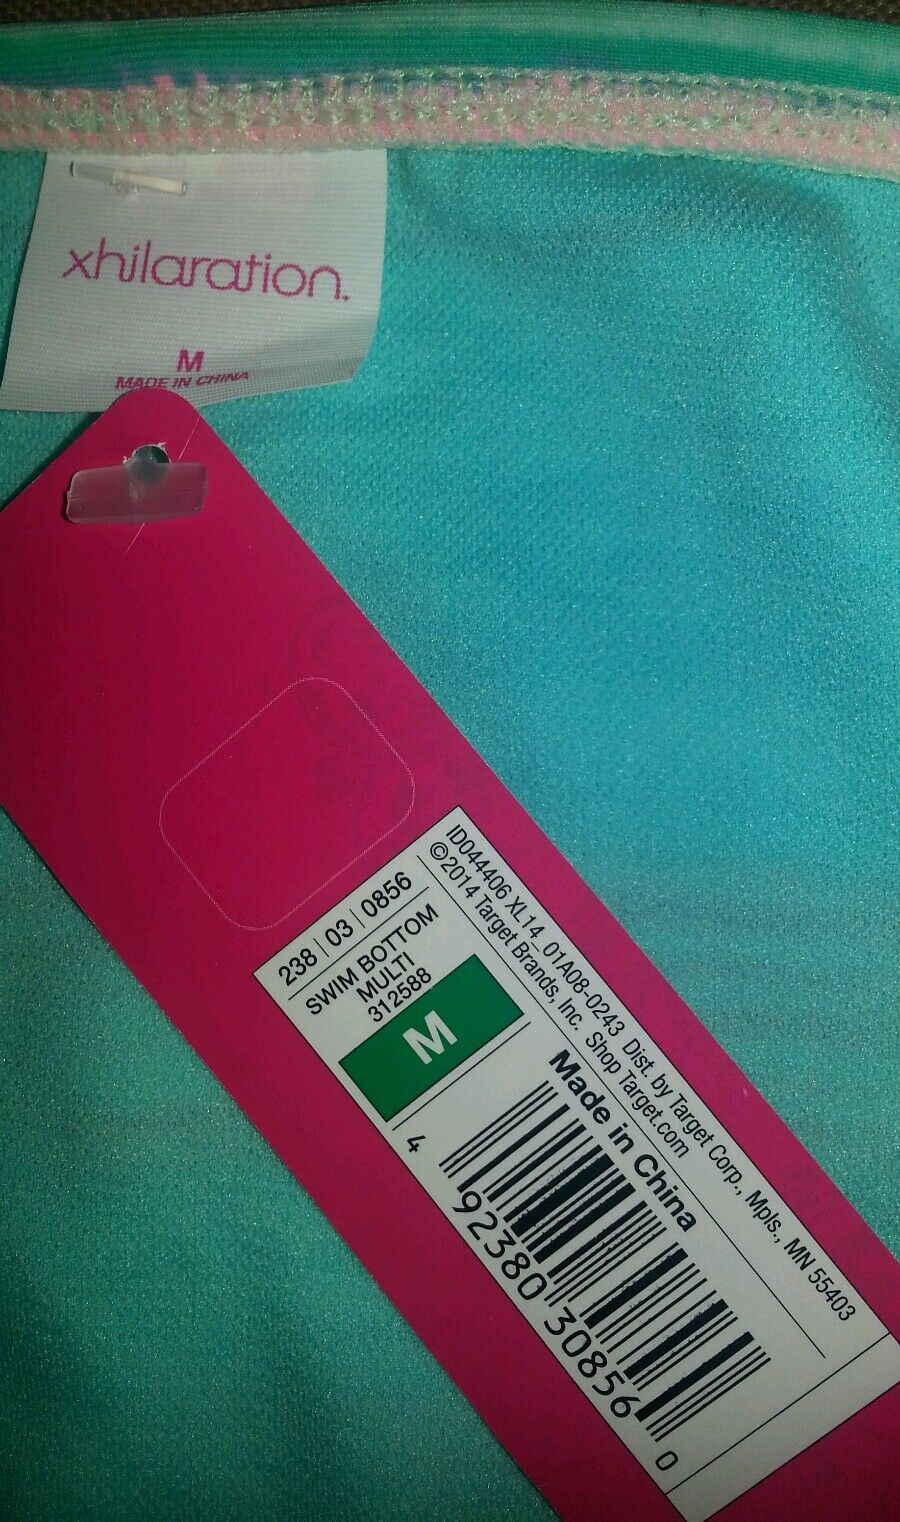 xhilaration.
M
MADE IN CHINA
ID044406 XL14_01A08-0243 Dist. by Target Corp., Mpls., MN 55403
©2014 Target Brands, Inc. Shop Target.com
238 | 03 | 0856
SWIM BOTTOM
MULTI
312588
M
Made in China
4 92380 30856 0